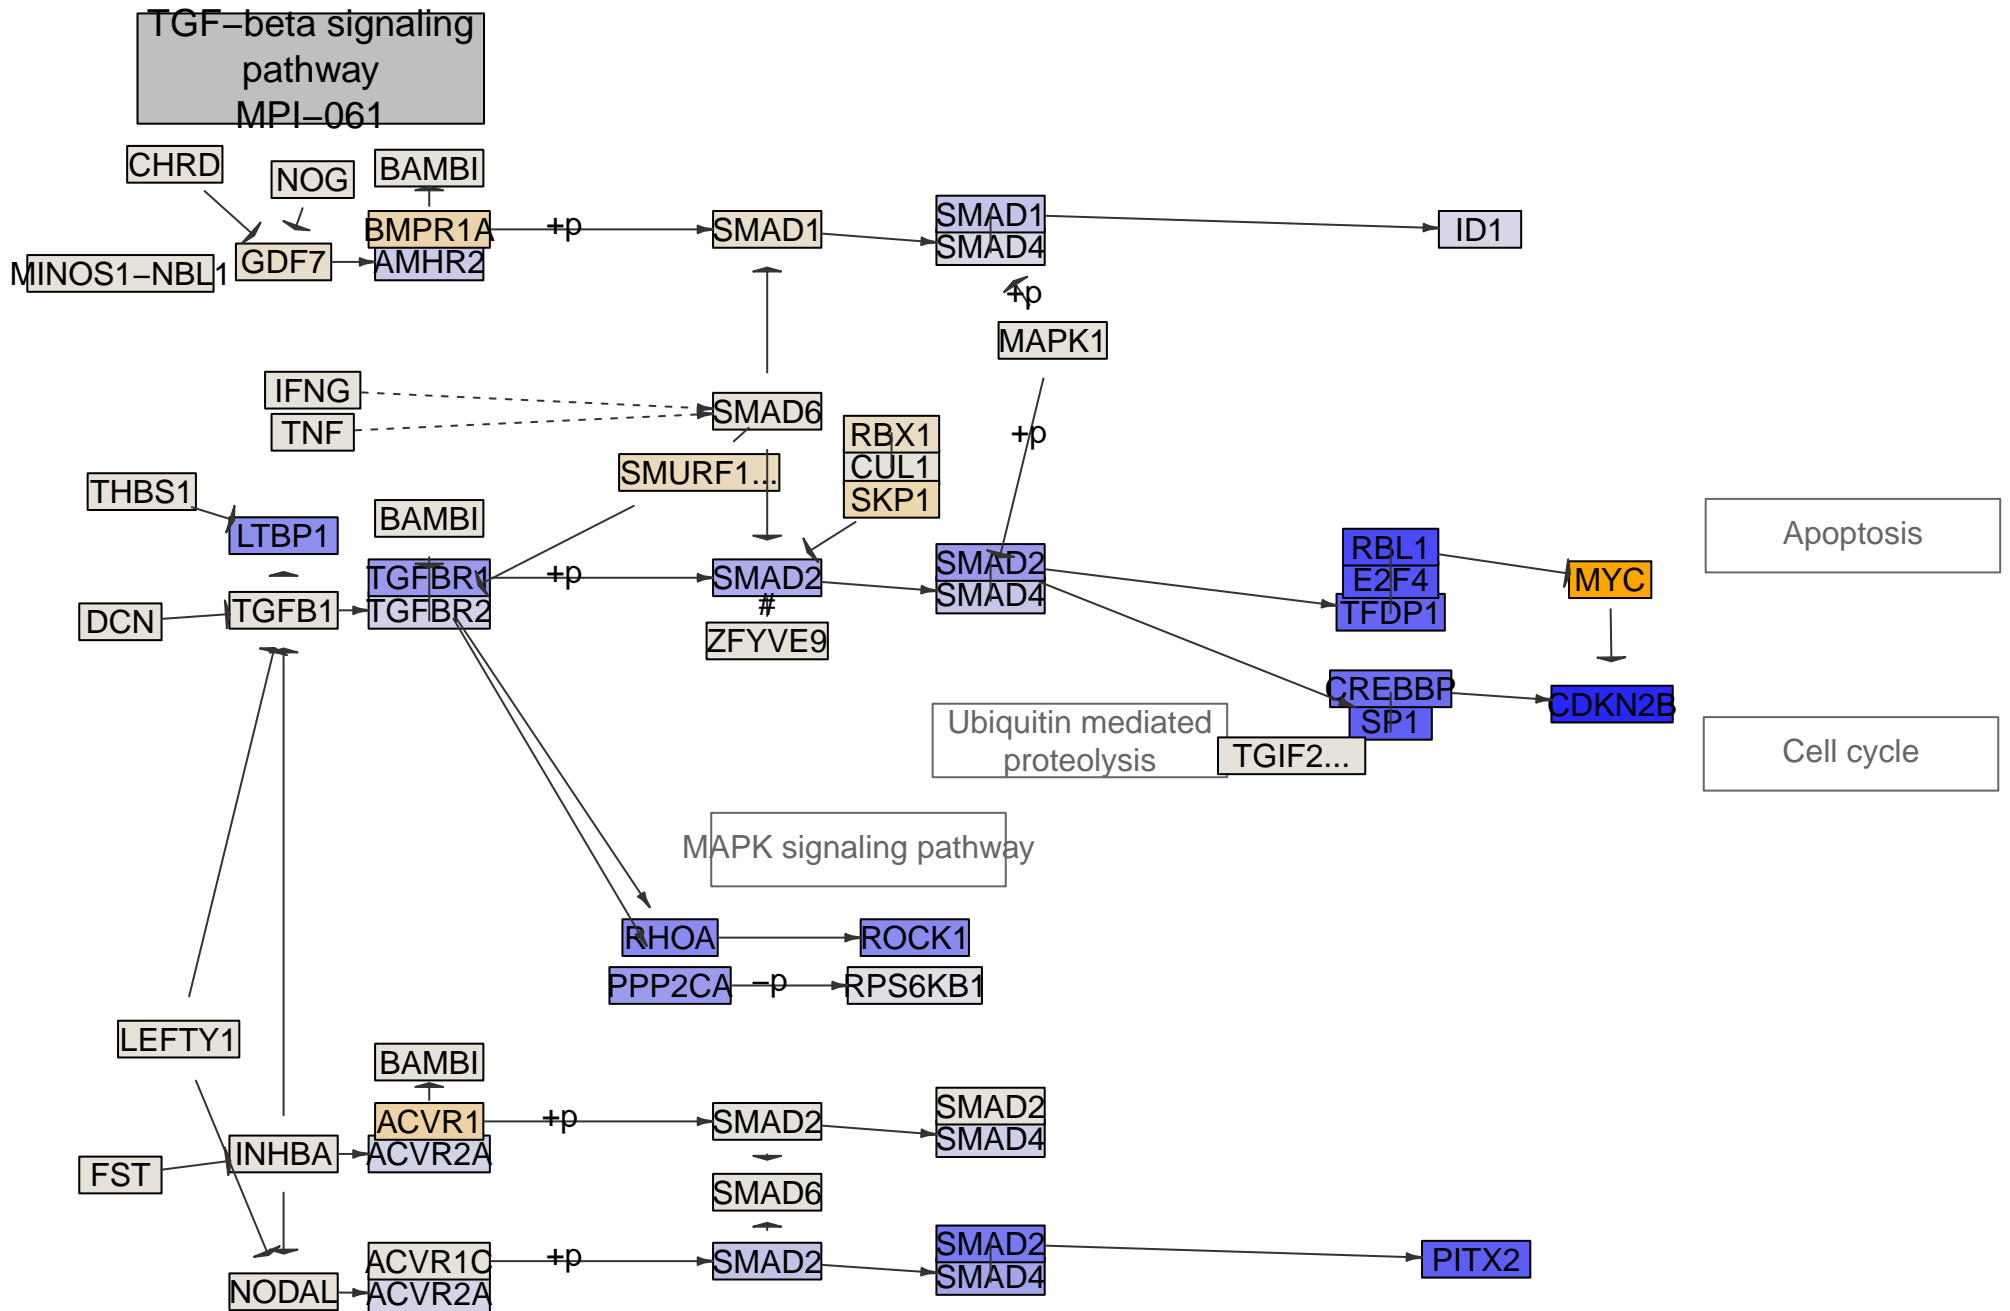 TGF−beta signaling
pathway
MPI−061
CHRD
NOG
BAMBI
BMPR1A
+p
SMAD1
SMAD1
SMAD4
ID1
MINOS1−NBL1
GDF7
AMHR2
+p
MAPK1
IFNG
TNF
SMAD6
+p
RBX1
CUL1
SKP1
SMURF1...
THBS1
LTBP1
BAMBI
Apoptosis
TGFBR1
TGFBR2
+p
SMAD2
#
ZFYVE9
SMAD2
SMAD4
RBL1
E2F4
TFDP1
MYC
DCN
TGFB1
CREBBP
SP1
CDKN2B
Ubiquitin mediated
proteolysis
TGIF2...
Cell cycle
MAPK signaling pathway
RHOA
ROCK1
PPP2CA
−p
RPS6KB1
LEFTY1
BAMBI
ACVR1
ACVR2A
+p
SMAD2
SMAD2
SMAD4
FST
INHBA
SMAD6
ACVR1C
ACVR2A
+p
SMAD2
SMAD2
SMAD4
PITX2
NODAL